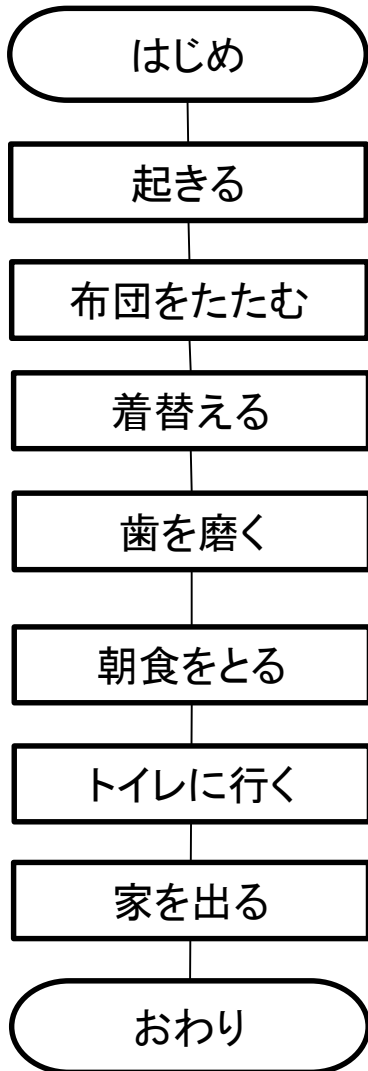 はじめ
起きる
布団をたたむ
着替える
歯を磨く
朝食をとる
トイレに行く
家を出る
おわり